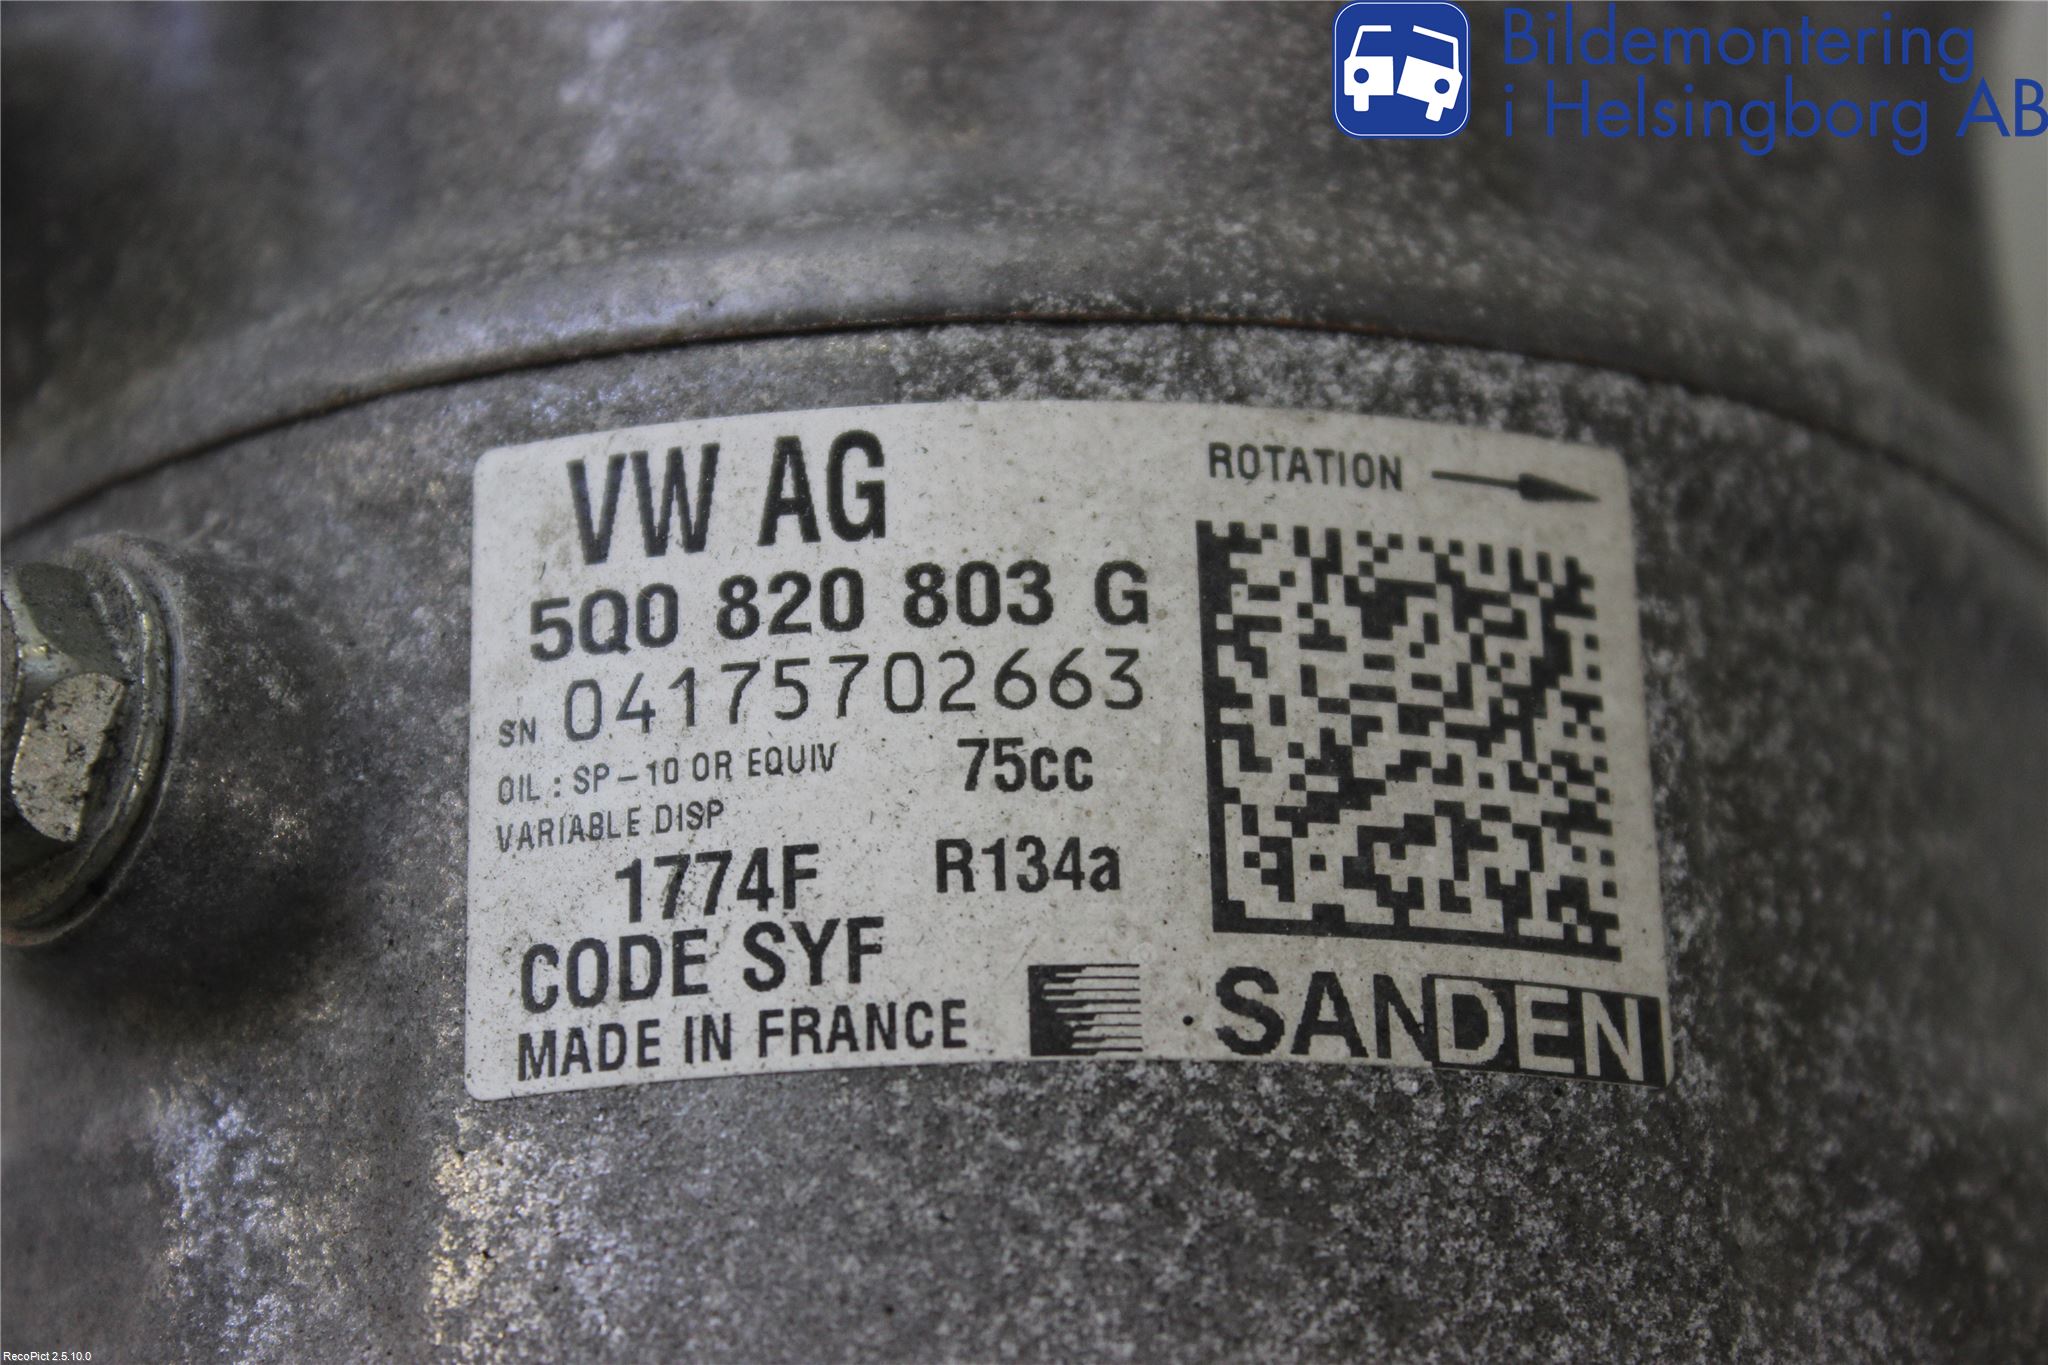 Bildemontering
i Helsingborg AB
VW AG
ROTATION
5Q0 820 803 G
SN 04175702663
OIL : SP-10 OR EQUIV 75cc
VARIABLE DISP
1774F R134a
CODE SYF
MADE IN FRANCE
SANDEN
RecoPict 2.5.10.0